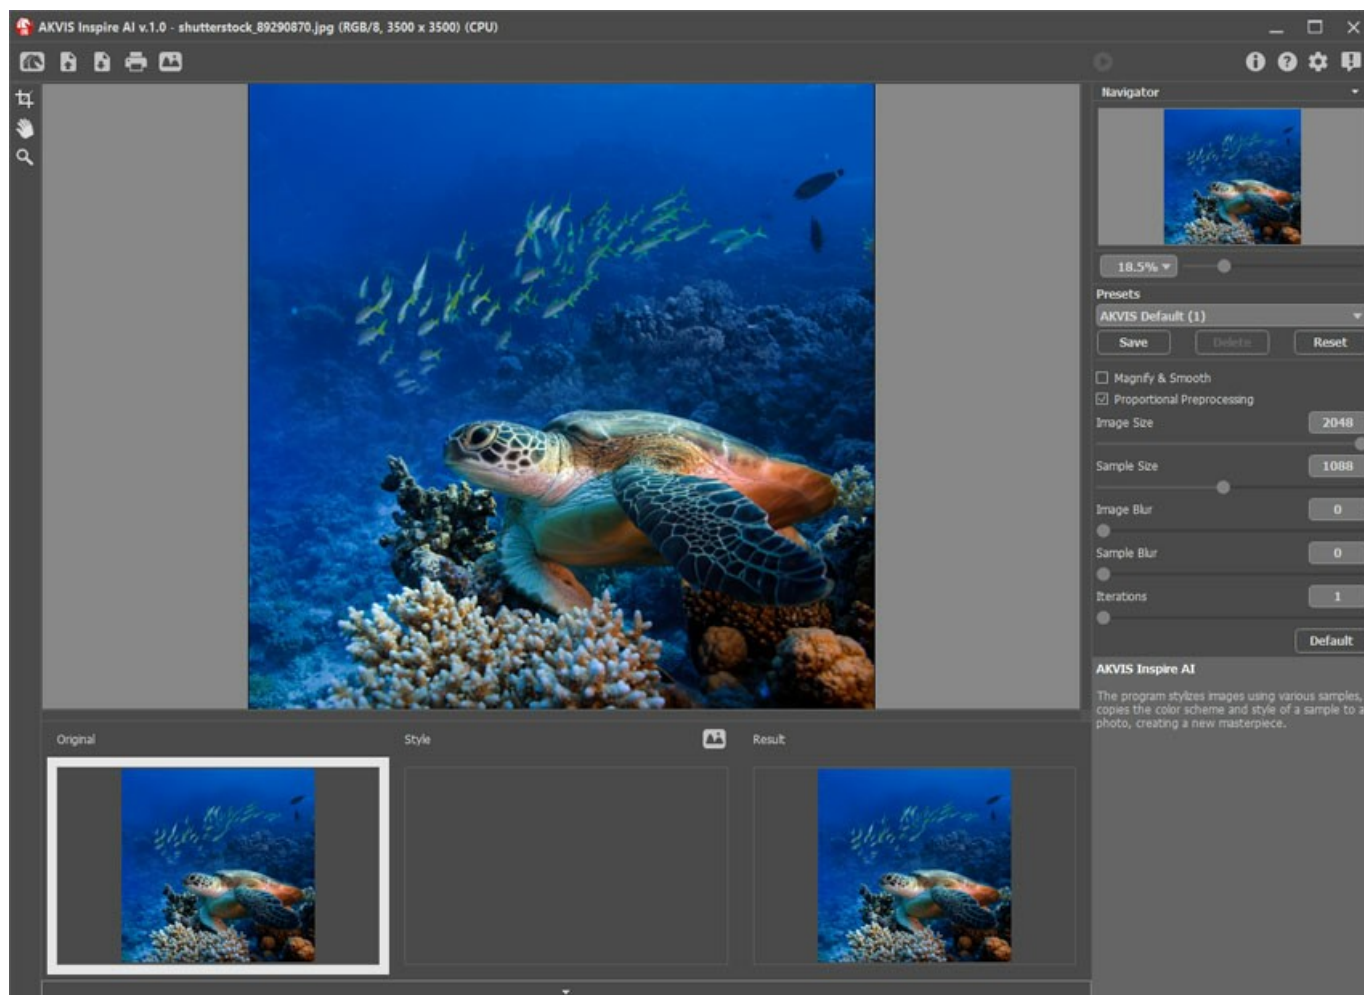 AKVIS Inspire AI v.1.0 - shutterstock_89290870.jpg (RGB/8, 3500 x 3500) (CPU)
Navigator
18.5%
Presets
AKVIS Default (1)
Save Delete Reset
Magnify & Smooth
Proportional Preprocessing
Image Size 2048
Sample Size 1088
Image Blur 0
Sample Blur 0
Iterations 1
Default
AKVIS Inspire AI
The program stylizes images using various samples,
copies the color scheme and style of a sample to a
photo, creating a new masterpiece.
Original Style Result